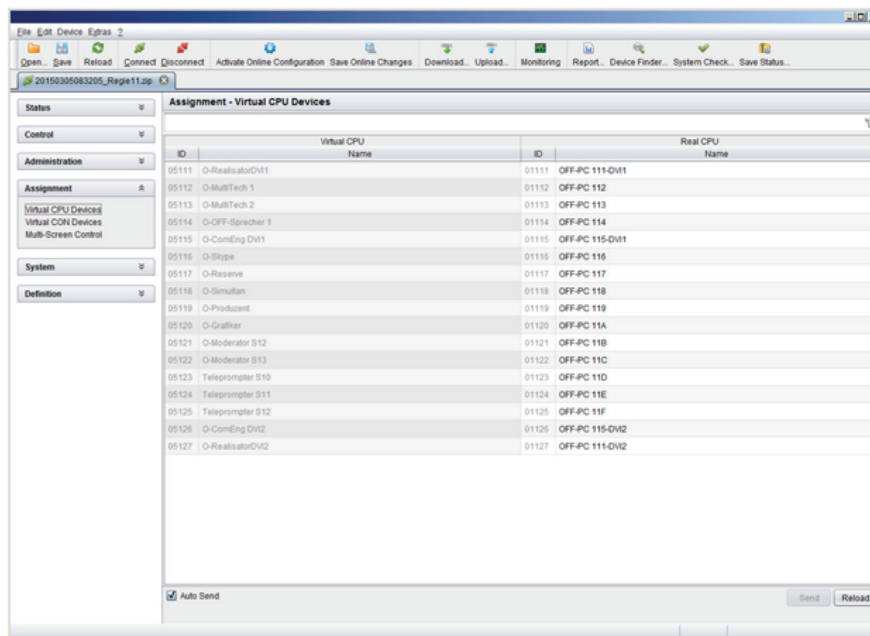 File Edit Device Extras ?
Open... Save Reload Connect Disconnect Activate Online Configuration Save Online Changes Download... Upload... Monitoring Report... Device Finder... System Check... Save Status...
20150305083205_Regie11.zip
Status
Control
Administration
Assignment
Virtual CPU Devices
Virtual CON Devices
Multi-Screen Control
System
Definition
Assignment - Virtual CPU Devices
Virtual CPU Real CPU
ID Name ID Name
05111 O-RealisatorDVI1 01111 OFF-PC 111-DVI1
05112 O-MultiTech 1 01112 OFF-PC 112
05113 O-MultiTech 2 01113 OFF-PC 113
05114 O-OFF-Sprecher 1 01114 OFF-PC 114
05115 O-ComEng DVI1 01115 OFF-PC 115-DVI1
05116 O-Skype 01116 OFF-PC 116
05117 O-Reserve 01117 OFF-PC 117
05118 O-Simultan 01118 OFF-PC 118
05119 O-Produzent 01119 OFF-PC 119
05120 O-Grafiker 01120 OFF-PC 11A
05121 O-Moderator S12 01121 OFF-PC 11B
05122 O-Moderator S13 01122 OFF-PC 11C
05123 Teleprompter S10 01123 OFF-PC 11D
05124 Teleprompter S11 01124 OFF-PC 11E
05125 Teleprompter S12 01125 OFF-PC 11F
05126 O-ComEng DVI2 01126 OFF-PC 115-DVI2
05127 O-RealisatorDVI2 01127 OFF-PC 111-DVI2
Auto Send
Send Reload